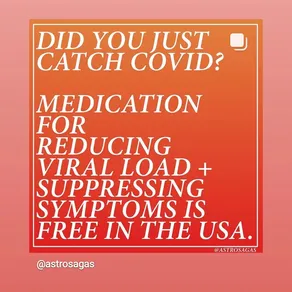 DID YOU JUST
CATCH COVID?
MEDICATION
FOR
REDUCING
VIRAL LOAD +
SUPPRESSING
SYMPTOMS IS
FREE IN THE USA.
@ASTROSAGAS
@astrosagas